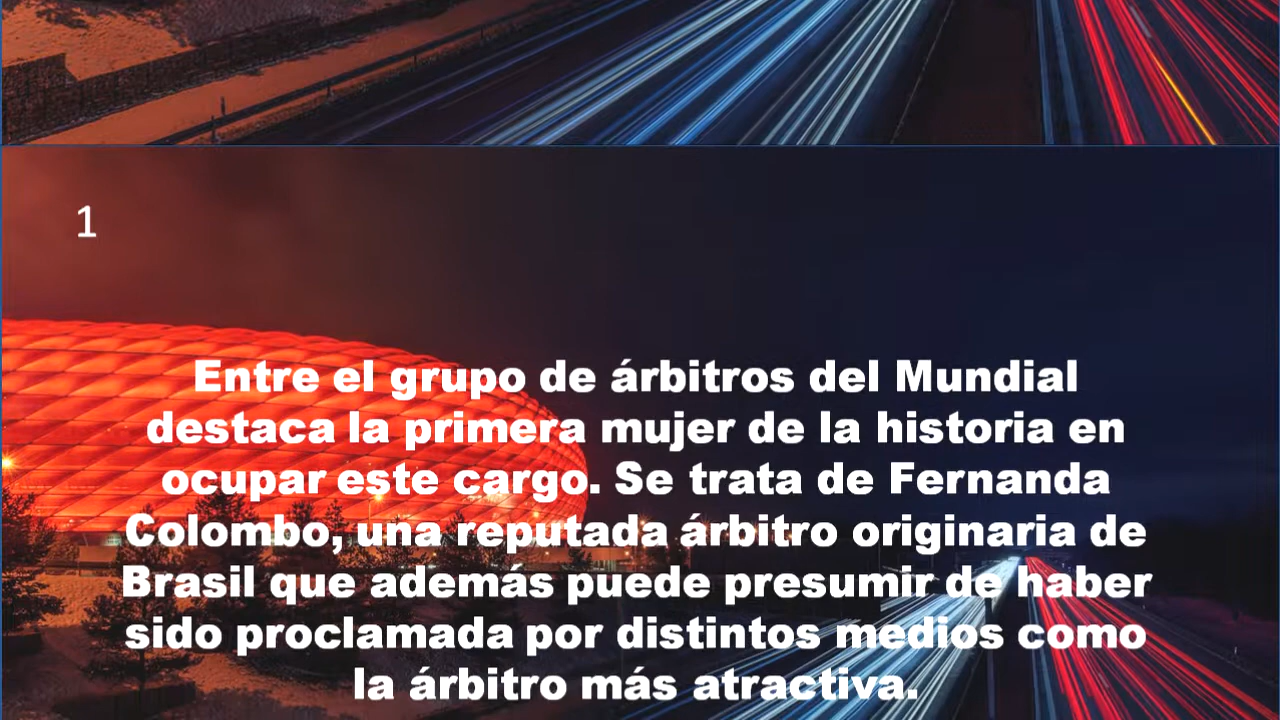 1
Entre el grupo de árbitros del Mundial
destaca la primera mujer de la historia en
ocupar este cargo. Se trata de Fernanda
Colombo, una reputada árbitro originaria de
Brasil que además puede presumir de haber
sido proclamada por distintos medios como
la árbitro más atractiva.